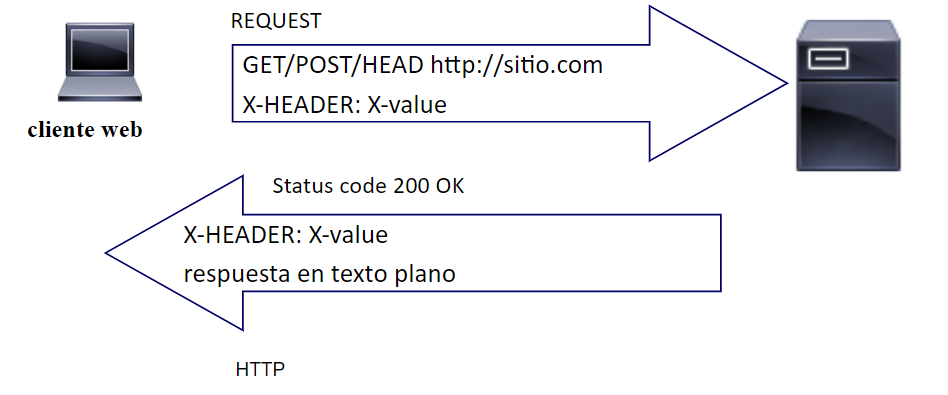 REQUEST
GET/POST/HEAD http://sitio.com
X-HEADER: X-value
cliente web
Status code 200 OK
X-HEADER: X-value
respuesta en texto plano
HTTP